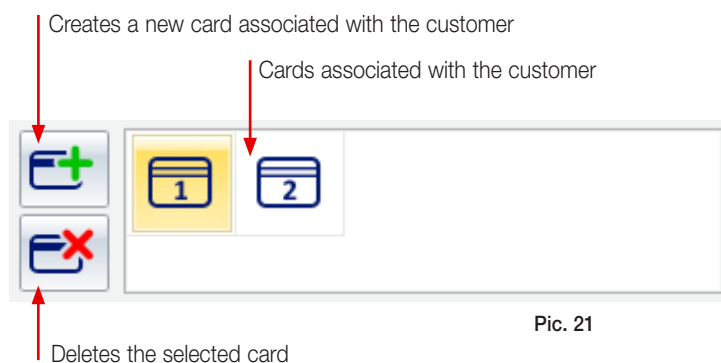 Creates a new card associated with the customer
Cards associated with the customer
1
2
Pic. 21
Deletes the selected card